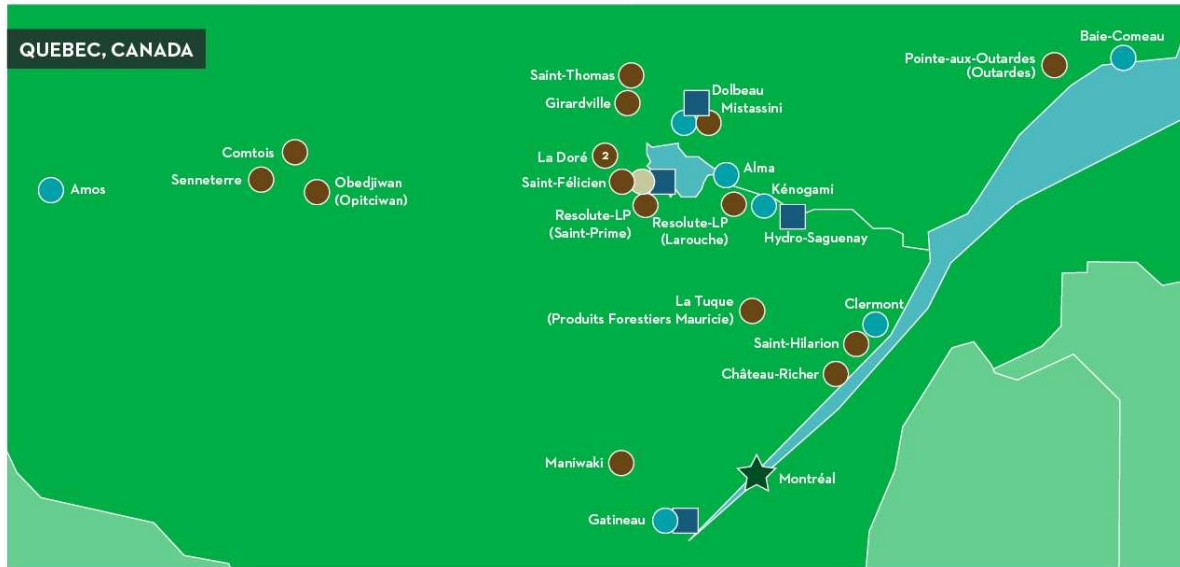 QUEBEC, CANADA
Baie-Comeau
Pointe-aux-Outardes
(Outardes)
Saint-Thomas
Girardville
Dolbeau
Mistassini
Comtois
Senneterre
Obedjiwan
(Opitciwan)
Amos
La Doré
2
Saint-Félicien
Alma
Kénogami
Resolute-LP
(Saint-Prime)
Resolute-LP
(Larouche)
Hydro-Saguenay
La Tuque
(Produits Forestiers Mauricie)
Clermont
Saint-Hilarion
Château-Richer
Maniwaki
Montréal
Gatineau